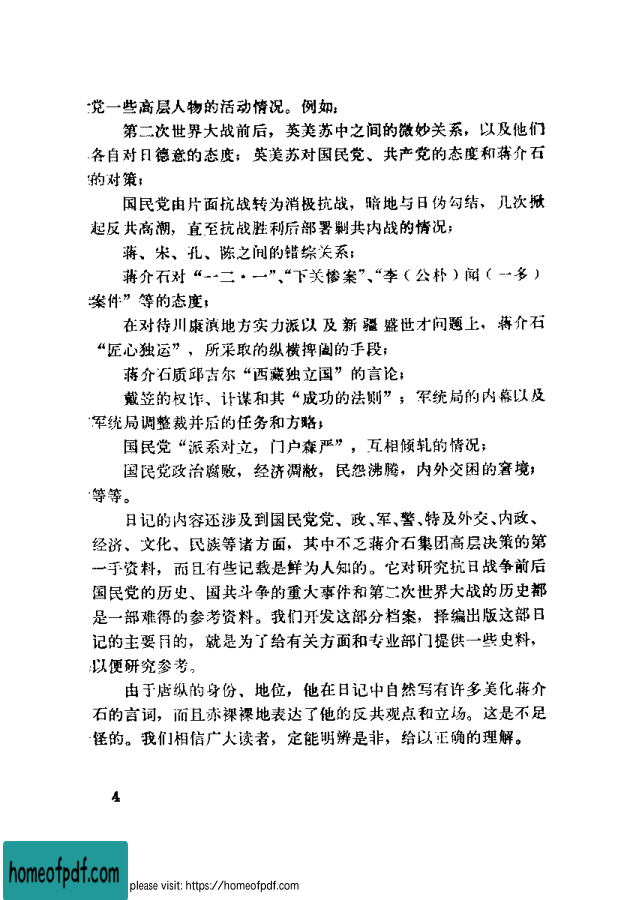 党一些高层人物的活动情况。例如：
第二次世界大战前后，英美苏中之间的微妙关系，以及他们
各自对日德意的态度；英美苏对国民党、共产党的态度和蒋介石
的对策；
国民党由片面抗战转为消极抗战，暗地与日伪勾结，几次掀
起反共高潮，直至抗战胜利后部署剿共内战的情况；
蒋、宋、孔、陈之间的错综关系；
蒋介石对“一二·一”、“下关惨案”、“李（公朴）闻（一多）
案件”等的态度；
在对待川康滇地方实力派以及新疆盛世才问题上，蒋介石
“匠心独运”，所采取的纵横捭阖的手段；
蒋介石质邱吉尔“西藏独立国”的言论；
戴笠的权诈、计谋和其“成功的法则”；军统局的内幕以及
军统局调整裁并后的任务和方略；
国民党“派系对立，门户森严”，互相倾轧的情况；
国民党政治腐败，经济凋敝，民怨沸腾，内外交困的窘境；
等等。
日记的内容还涉及到国民党党、政、军、警、特及外交、内政、
经济、文化、民族等诸方面，其中不乏蒋介石集团高层决策的第
一手资料，而且有些记载是鲜为人知的。它对研究抗日战争前后
国民党的历史、国共斗争的重大事件和第二次世界大战的历史都
是一部难得的参考资料。我们开发这部分档案，择编出版这部日
记的主要目的，就是为了给有关方面和专业部门提供一些史料，
以便研究参考。
由于唐纵的身份、地位，他在日记中自然写有许多美化蒋介
石的言词，而且赤裸裸地表达了他的反共观点和立场。这是不足
怪的。我们相信广大读者，定能明辨是非，给以正确的理解。
4
homeofpdf.com
please visit: https://homeofpdf.com